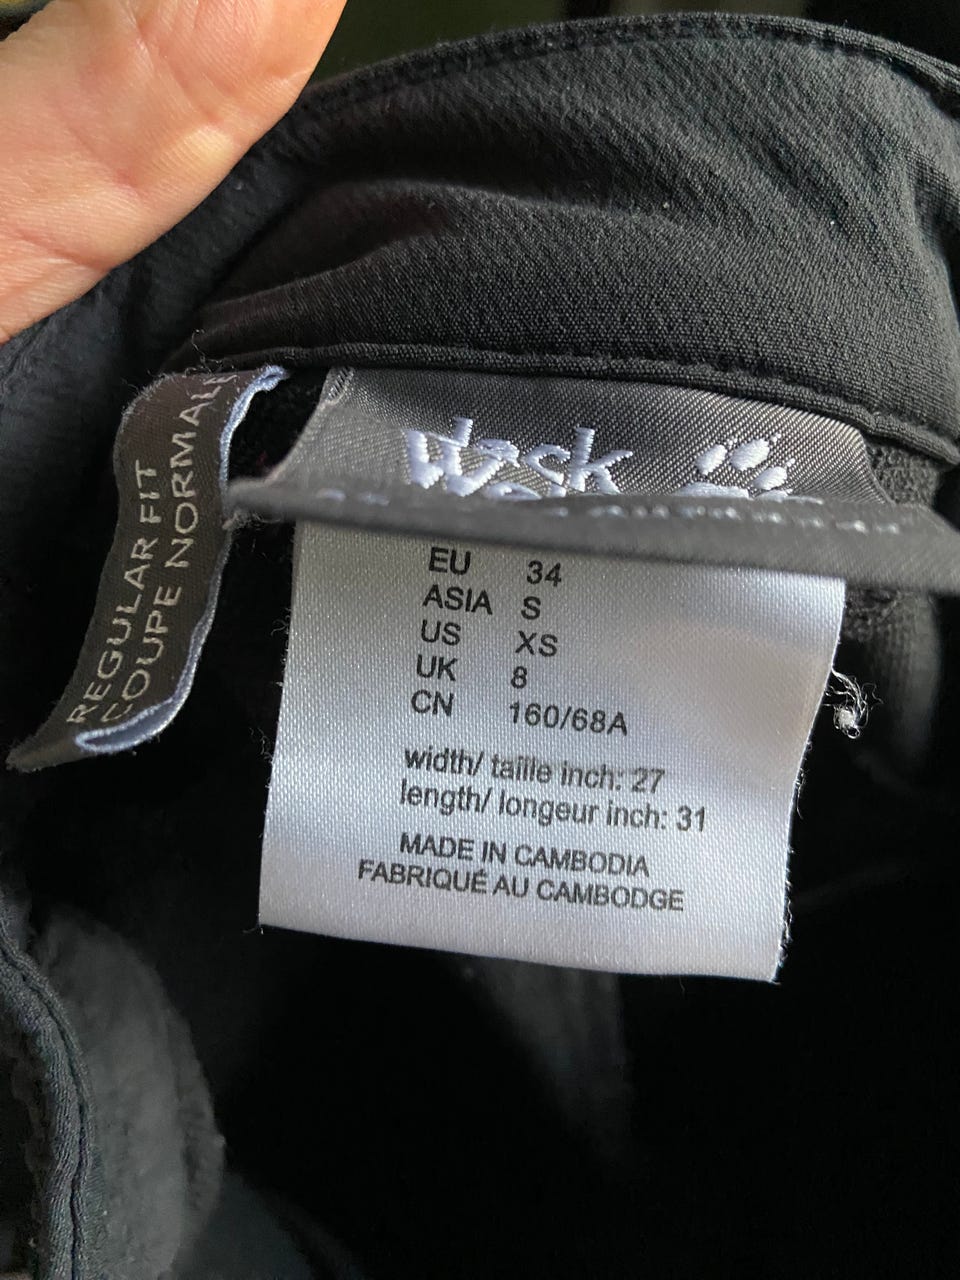 REGULAR FIT
COUPE NORMALE
Jack
EU 34
ASIA S
US XS
UK 8
CN 160/68A
width/ taille inch: 27
length/ longeur inch: 31
MADE IN CAMBODIA
FABRIQUÉ AU CAMBODGE